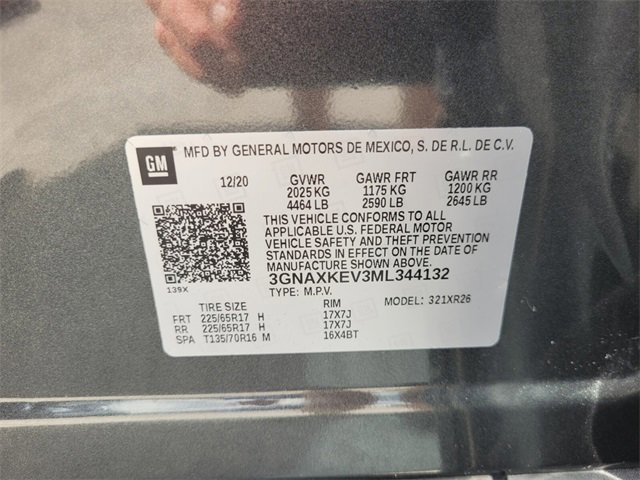 GM
MFD BY GENERAL MOTORS DE MEXICO, S. DE R.L. DE C.V.
12/20 GVWR GAWR FRT GAWR RR
2025 KG 1175 KG 1200 KG
4464 LB 2590 LB 2645 LB
THIS VEHICLE CONFORMS TO ALL
APPLICABLE U.S. FEDERAL MOTOR
VEHICLE SAFETY AND THEFT PREVENTION
STANDARDS IN EFFECT ON THE DATE OF
MANUFACTURE SHOWN ABOVE.
139X
3GNAXKEV3ML344132
TYPE: M.P.V. MODEL: 321XR26
TIRE SIZE RIM
FRT 225/65R17 H 17X7J
RR 225/65R17 H 17X7J
SPA T135/70R16 M 16X4BT